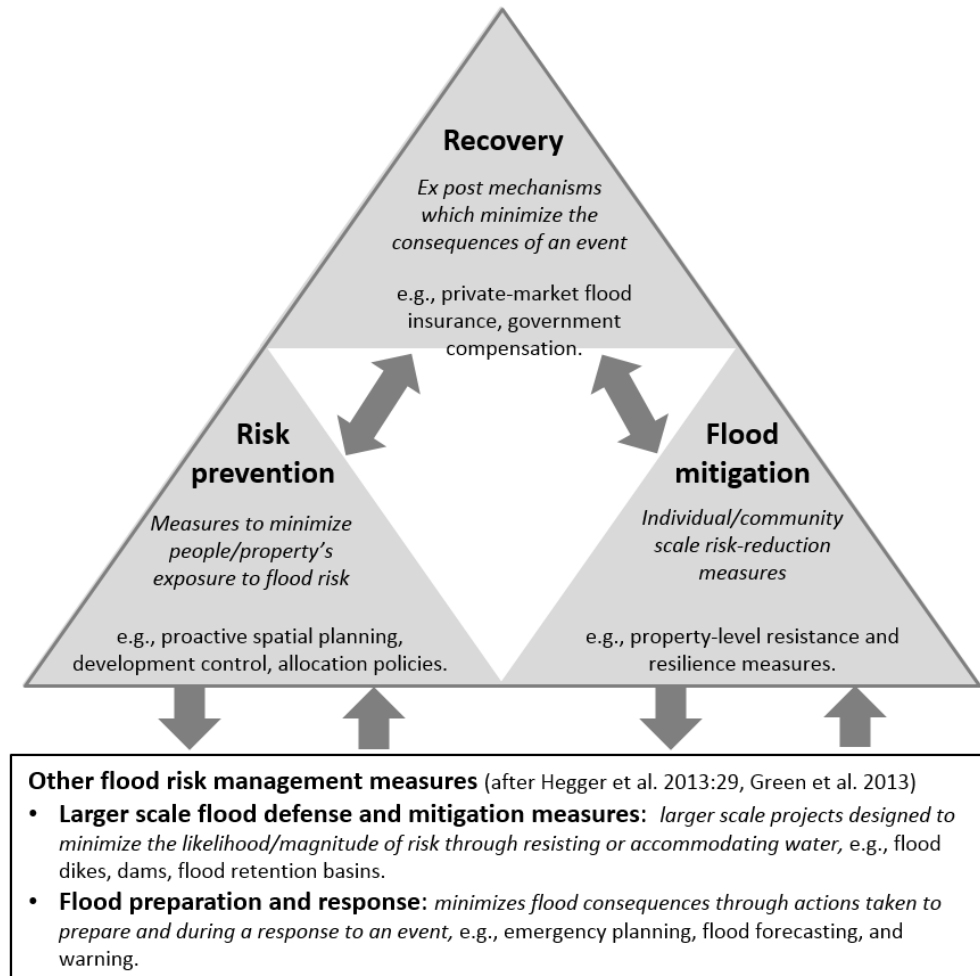 Recovery
Ex post mechanisms
which minimize the
consequences of an event
e.g., private-market flood
insurance, government
compensation.
Risk
prevention
Measures to minimize
people/property's
exposure to flood risk
e.g., proactive spatial planning,
development control, allocation policies.
Flood
mitigation
Individual/community
scale risk-reduction
measures
e.g., property-level resistance and
resilience measures.
Other flood risk management measures (after Hegger et al. 2013:29, Green et al. 2013)
• Larger scale flood defense and mitigation measures: larger scale projects designed to
minimize the likelihood/magnitude of risk through resisting or accommodating water, e.g., flood
dikes, dams, flood retention basins.
• Flood preparation and response: minimizes flood consequences through actions taken to
prepare and during a response to an event, e.g., emergency planning, flood forecasting, and
warning.